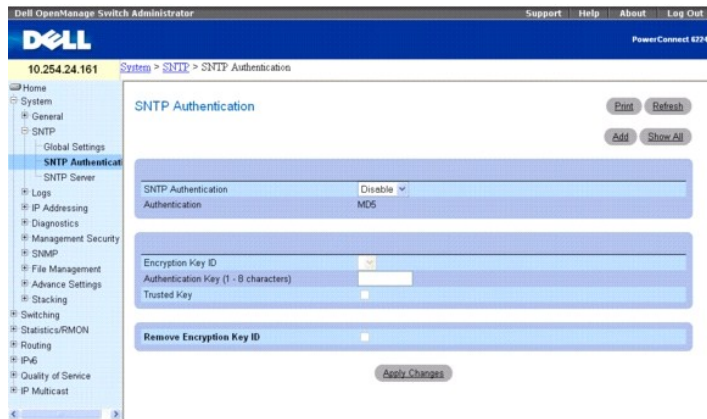 Dell OpenManage Switch Administrator
Support Help About Log Out
DELL
PowerConnect 6224
10.254.24.161
System > SNTP > SNTP Authentication
Home
System
General
SNTP
Global Settings
SNTP Authenticati
SNTP Server
Logs
IP Addressing
Diagnostics
Management Security
SNMP
File Management
Advance Settings
Stacking
Switching
Statistics/RMON
Routing
IPv6
Quality of Service
IP Multicast
SNTP Authentication
Print Refresh
Add Show All
SNTP Authentication Disable
Authentication MD5
Encryption Key ID
Authentication Key (1 - 8 characters)
Trusted Key
Remove Encryption Key ID
Apply Changes